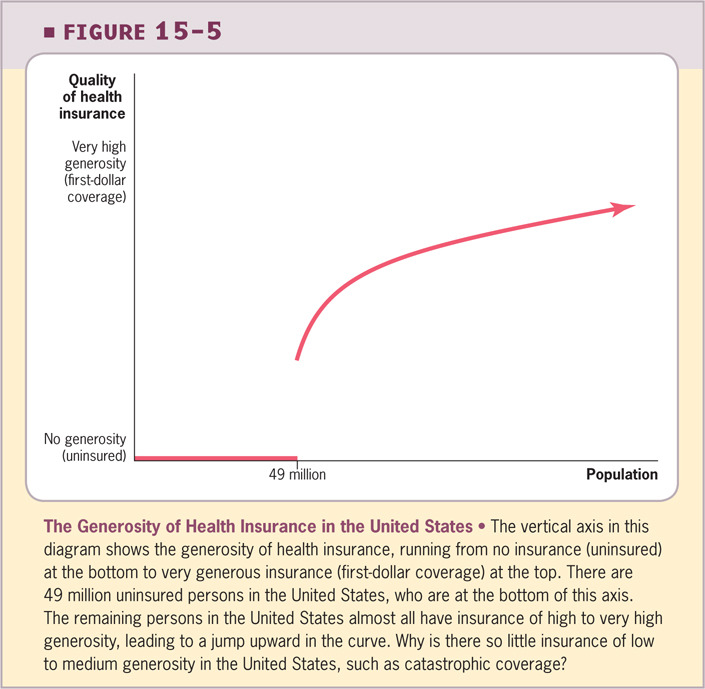 ■ FIGURE 15–5
Quality
of health
insurance
Very high
generosity
(first-dollar
coverage)
No generosity
(uninsured)
49 million
Population
The Generosity of Health Insurance in the United States • The vertical axis in this
diagram shows the generosity of health insurance, running from no insurance (uninsured)
at the bottom to very generous insurance (first-dollar coverage) at the top. There are
49 million uninsured persons in the United States, who are at the bottom of this axis.
The remaining persons in the United States almost all have insurance of high to very high
generosity, leading to a jump upward in the curve. Why is there so little insurance of low
to medium generosity in the United States, such as catastrophic coverage?